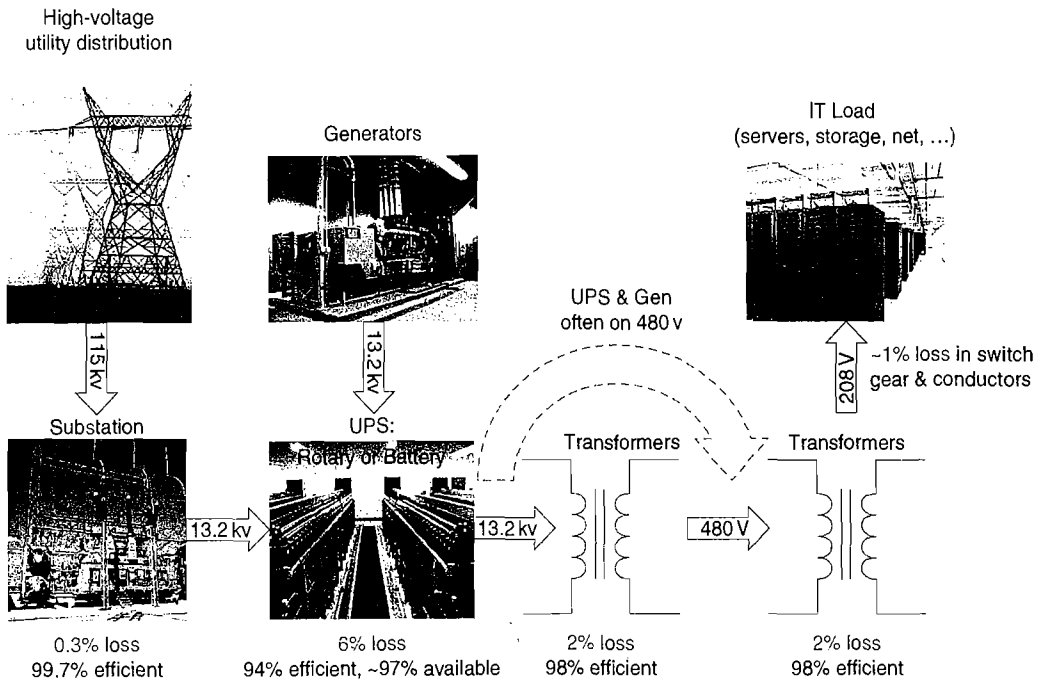 High-voltage
utility distribution
Generators
IT Load
(servers, storage, net, ...)
115 kv
13.2 kv
UPS & Gen
often on 480 v
208 V
~1% loss in switch
gear & conductors
Substation
UPS:
Rotary or Battery
Transformers
Transformers
13.2 kv
13.2 kv
480 V
0.3% loss
99.7% efficient
6% loss
94% efficient, ~97% available
2% loss
98% efficient
2% loss
98% efficient